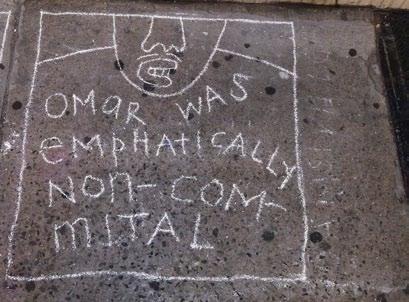 OMAR WAS
EMPHATICALLY
NON-COM-
MITAL